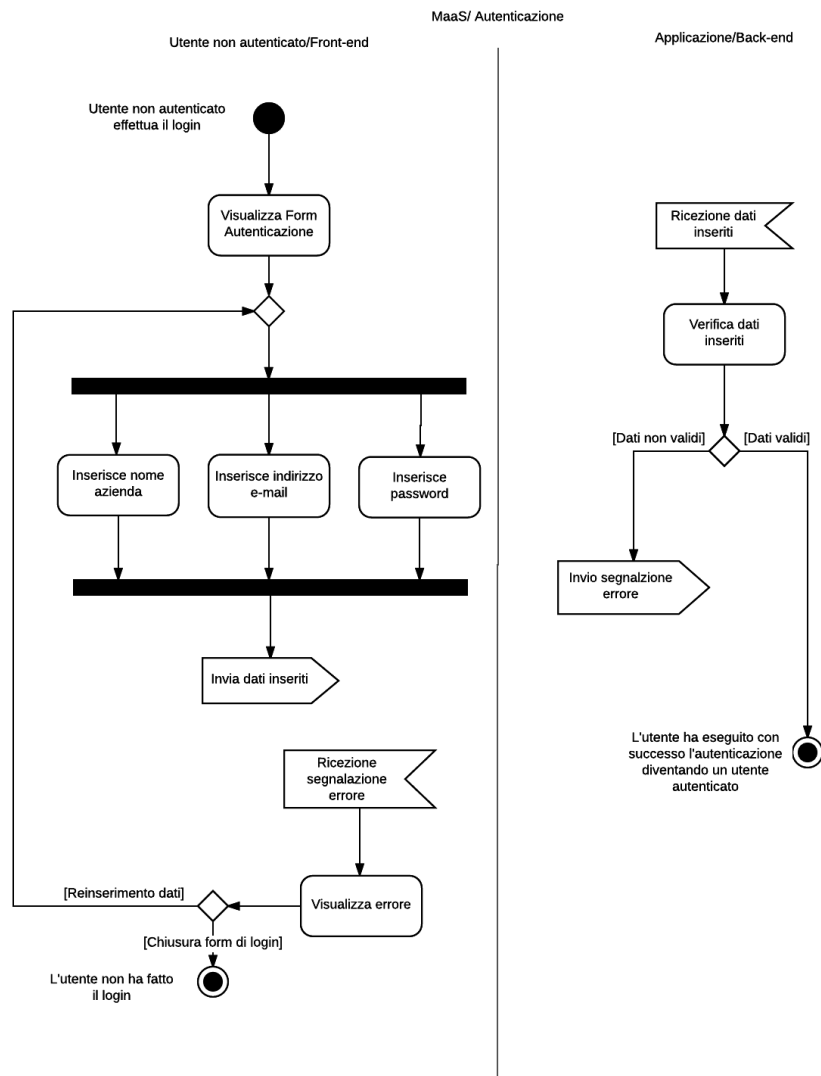 MaaS/ Autenticazione
Utente non autenticato/Front-end
Applicazione/Back-end
Utente non autenticato
effettua il login
Visualizza Form
Autenticazione
Inserisce nome
azienda
Inserisce indirizzo
e-mail
Inserisce
password
Invia dati inseriti
Ricezione
segnalazione
errore
Visualizza errore
[Reinserimento dati]
[Chiusura form di login]
L'utente non ha fatto
il login
Ricezione dati
inseriti
Verifica dati
inseriti
[Dati non validi]
[Dati validi]
Invio segnalzione
errore
L'utente ha eseguito con
successo l'autenticazione
diventando un utente
autenticato